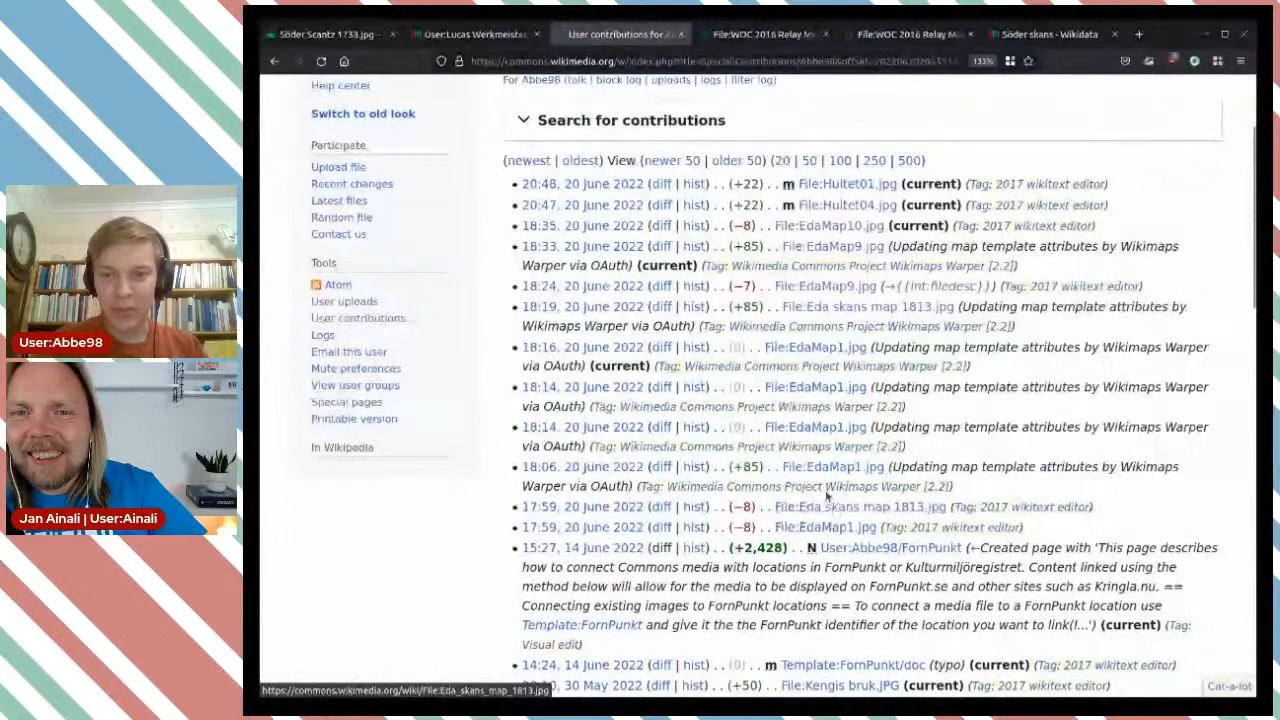 Söder Scantz 1?33.jpg –
User:Lucas Werkmeiste
User contributions for
File:WOC 2016 Relay M
File:WOC 2016 Relay M
Söder skans - Wikidata
https://commons.wikimedia.org/w/index.php?title=Special:Contributions/Abbe98&offset
133%
Help center
Switch to old look
Participate
Upload file
Recent changes
Latest files
Random file
Contact us
Tools
Atom
User uploads
User contributions
Logs
Email this user
Mute preferences
View user groups
Special pages
Printable version
In Wikipedia
For Abbe98 (talk | block log | uploads | logs | filter log)
Search for contributions
(newest | oldest) View (newer 50 | older 50) (20 | 50 | 100 | 250 | 500)
• 20:48, 20 June 2022 (diff | hist) . . (+22) . . m File:Hultet01.jpg (current) (Tag: 2017 wikitext editor)
• 20:47, 20 June 2022 (diff | hist) . . (+22) . . m File:Hultet04.jpg (current) (Tag: 2017 wikitext editor)
• 18:35, 20 June 2022 (diff | hist) . . (−8) . . File:EdaMap10.jpg (current) (Tag: 2017 wikitext editor)
• 18:33, 20 June 2022 (diff | hist) . . (+85) . . File:EdaMap9.jpg (Updating map template attributes by Wikimaps
Warper via OAuth) (current) (Tag: Wikimedia Commons Project Wikimaps Warper [2.2])
• 18:24, 20 June 2022 (diff | hist) . . (−7) . . File:EdaMap9.jpg (→{{int:filedesc}}) (Tag: 2017 wikitext editor)
• 18:19, 20 June 2022 (diff | hist) . . (+85) . . File:Eda skans map 1813.jpg (Updating map template attributes by
Wikimaps Warper via OAuth) (Tag: Wikimedia Commons Project Wikimaps Warper [2.2])
• 18:16, 20 June 2022 (diff | hist) . . (0) . . File:EdaMap1.jpg (Updating map template attributes by Wikimaps Warper
via OAuth) (current) (Tag: Wikimedia Commons Project Wikimaps Warper [2.2])
• 18:14, 20 June 2022 (diff | hist) . . (0) . . File:EdaMap1.jpg (Updating map template attributes by Wikimaps Warper
via OAuth) (Tag: Wikimedia Commons Project Wikimaps Warper [2.2])
• 18:14, 20 June 2022 (diff | hist) . . (0) . . File:EdaMap1.jpg (Updating map template attributes by Wikimaps Warper
via OAuth) (Tag: Wikimedia Commons Project Wikimaps Warper [2.2])
• 18:06, 20 June 2022 (diff | hist) . . (+85) . . File:EdaMap1.jpg (Updating map template attributes by Wikimaps
Warper via OAuth) (Tag: Wikimedia Commons Project Wikimaps Warper [2.2])
• 17:59, 20 June 2022 (diff | hist) . . (−8) . . File:Eda skans map 1813.jpg (Tag: 2017 wikitext editor)
• 17:59, 20 June 2022 (diff | hist) . . (−8) . . File:EdaMap1.jpg (Tag: 2017 wikitext editor)
• 15:27, 14 June 2022 (diff | hist) . . (+2,428) . . N User:Abbe98/FornPunkt (←Created page with 'This page describes
how to connect Commons media with locations in FornPunkt or Kulturmiljöregistret. Content linked using the
method below will allow for the media to be displayed on FornPunkt.se and other sites such as Kringla.nu. ==
Connecting existing images to FornPunkt locations == To connect a media file to a FornPunkt location use
Template:FornPunkt and give it the the FornPunkt identifier of the location you want to link(I...') (current) (Tag:
Visual edit)
• 14:24, 14 June 2022 (diff | hist) . . (0) . . m Template:FornPunkt/doc (typo) (current) (Tag: 2017 wikitext editor)
30 May 2022 (diff | hist) . . (+50) . . File:Kengis bruk.JPG (current) (Tag: 2017 wikitext editor)
https://commons.wikimedia.org/wiki/File:Eda_skans_map_1813.jpg
Cat-a-lot
User:Abbe98
Jan Ainali | User:Ainali